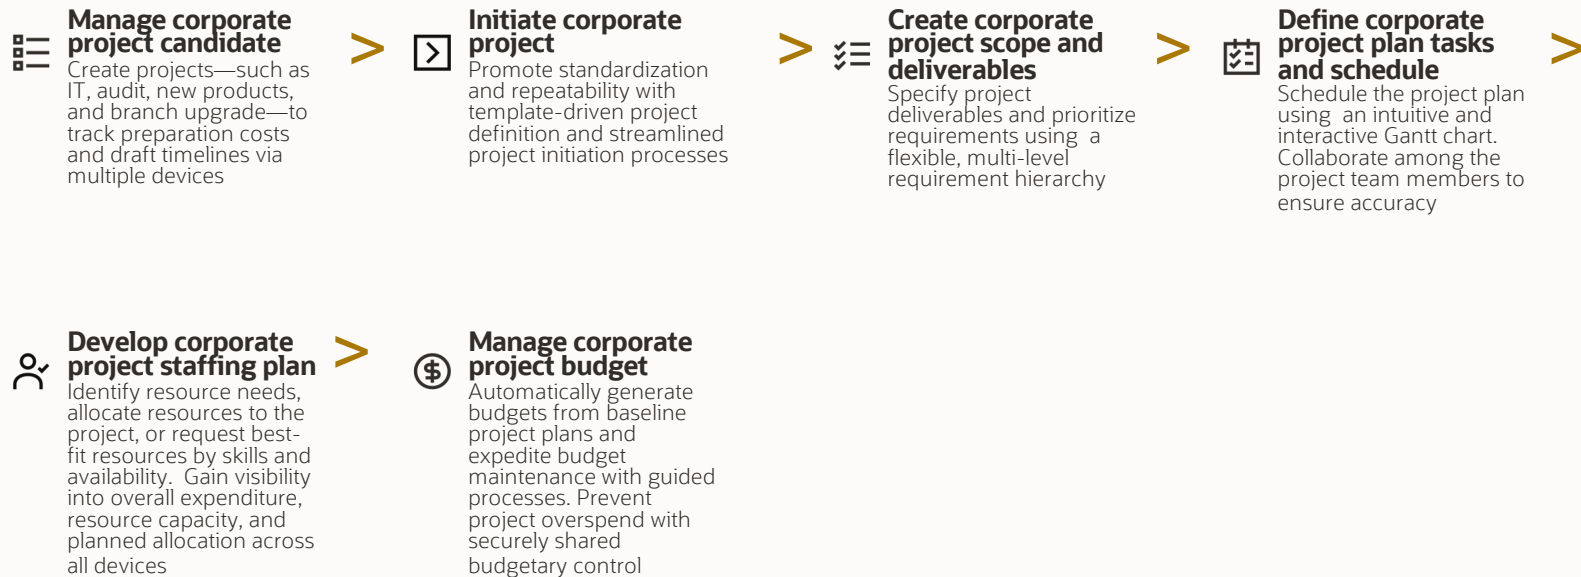 Manage corporate
project candidate
Create projects—such as
IT, audit, new products,
and branch upgrade—to
track preparation costs
and draft timelines via
multiple devices
>
Initiate corporate
project
Promote standardization
and repeatability with
template-driven project
definition and streamlined
project initiation processes
>
Create corporate
project scope and
deliverables
Specify project
deliverables and prioritize
requirements using a
flexible, multi-level
requirement hierarchy
>
Define corporate
project plan tasks
and schedule
Schedule the project plan
using an intuitive and
interactive Gantt chart.
Collaborate among the
project team members to
ensure accuracy
>
Develop corporate
project staffing plan
Identify resource needs,
allocate resources to the
project, or request best-
fit resources by skills and
availability. Gain visibility
into overall expenditure,
resource capacity, and
planned allocation across
all devices
>
Manage corporate
project budget
Automatically generate
budgets from baseline
project plans and
expedite budget
maintenance with guided
processes. Prevent
project overspend with
securely shared
budgetary control